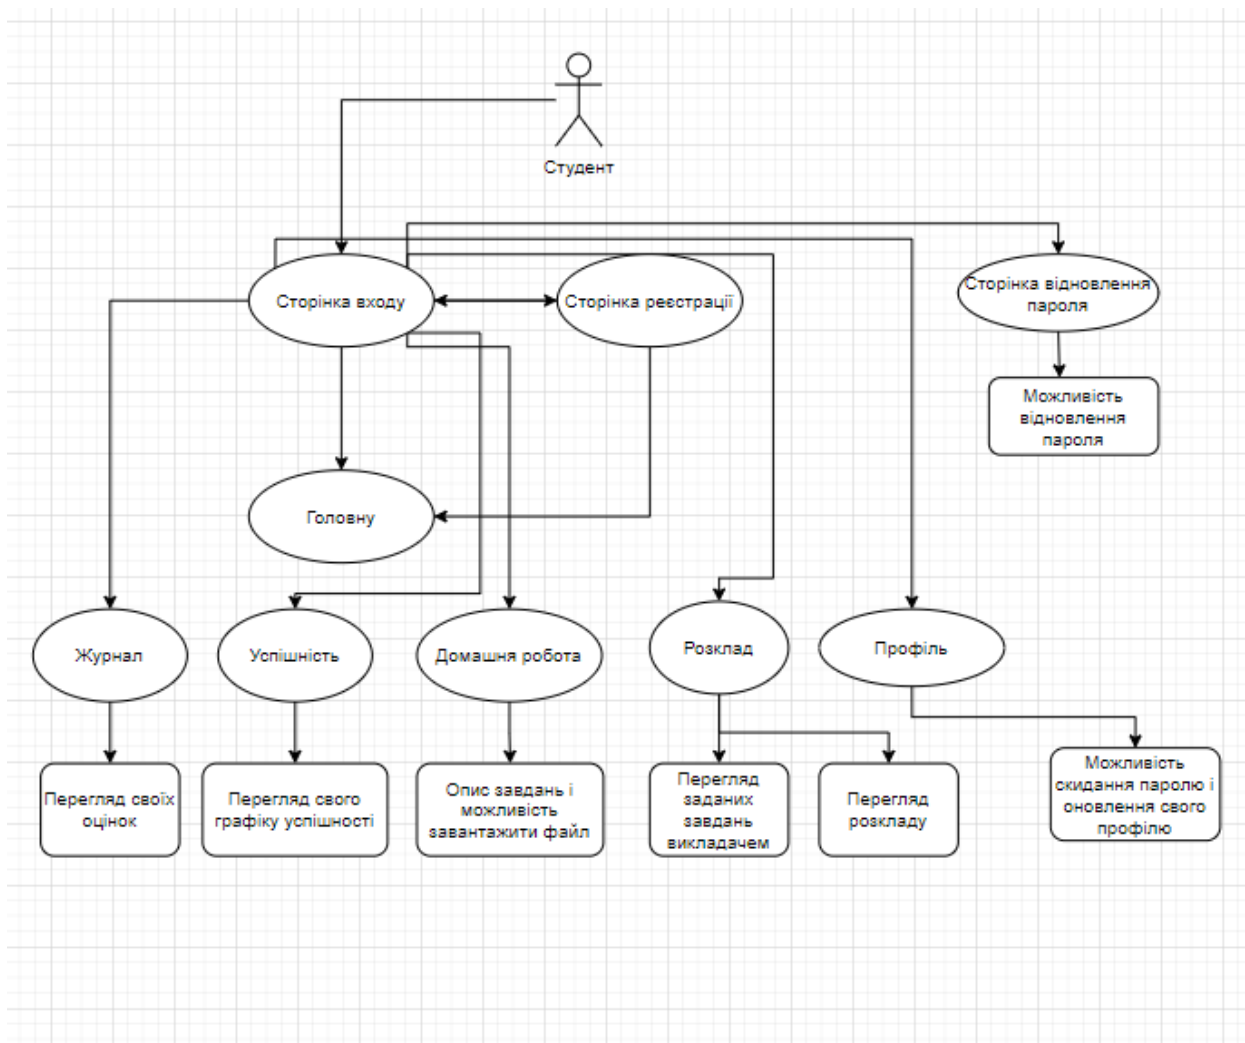 Студент
Сторінка входу
Сторінка реєстрації
Сторінка відновлення
пароля
Можливість
відновлення
пароля
Головну
Журнал
Успішність
Домашня робота
Розклад
Профіль
Перегляд своїх
оцінок
Перегляд свого
графіку успішності
Опис завдань і
можливість
завантажити файл
Перегляд
заданих
завдань
викладачем
Перегляд
розкладу
Можливість
скидання паролю і
оновлення свого
профілю